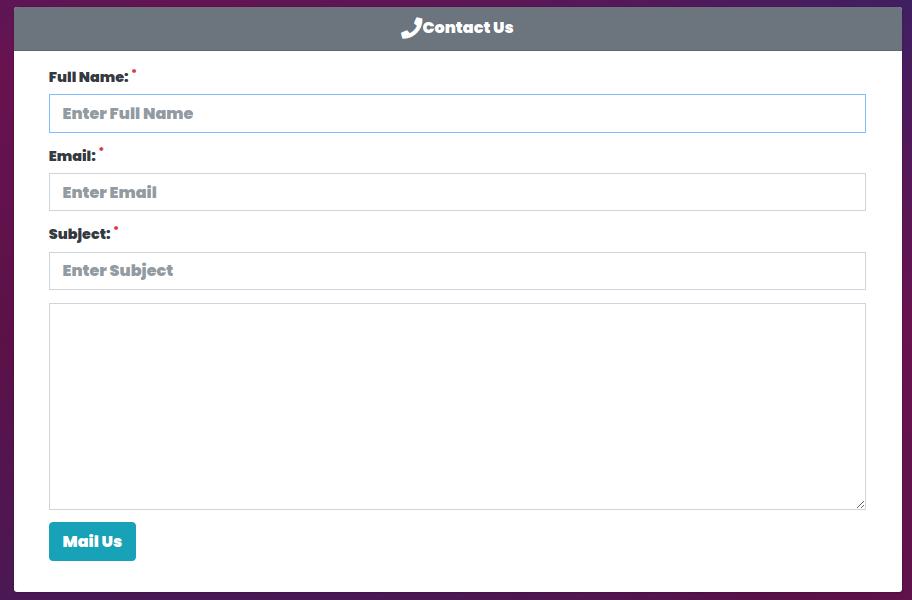 Contact Us
Full Name: *
Enter Full Name
Email: *
Enter Email
Subject: *
Enter Subject
Mail Us